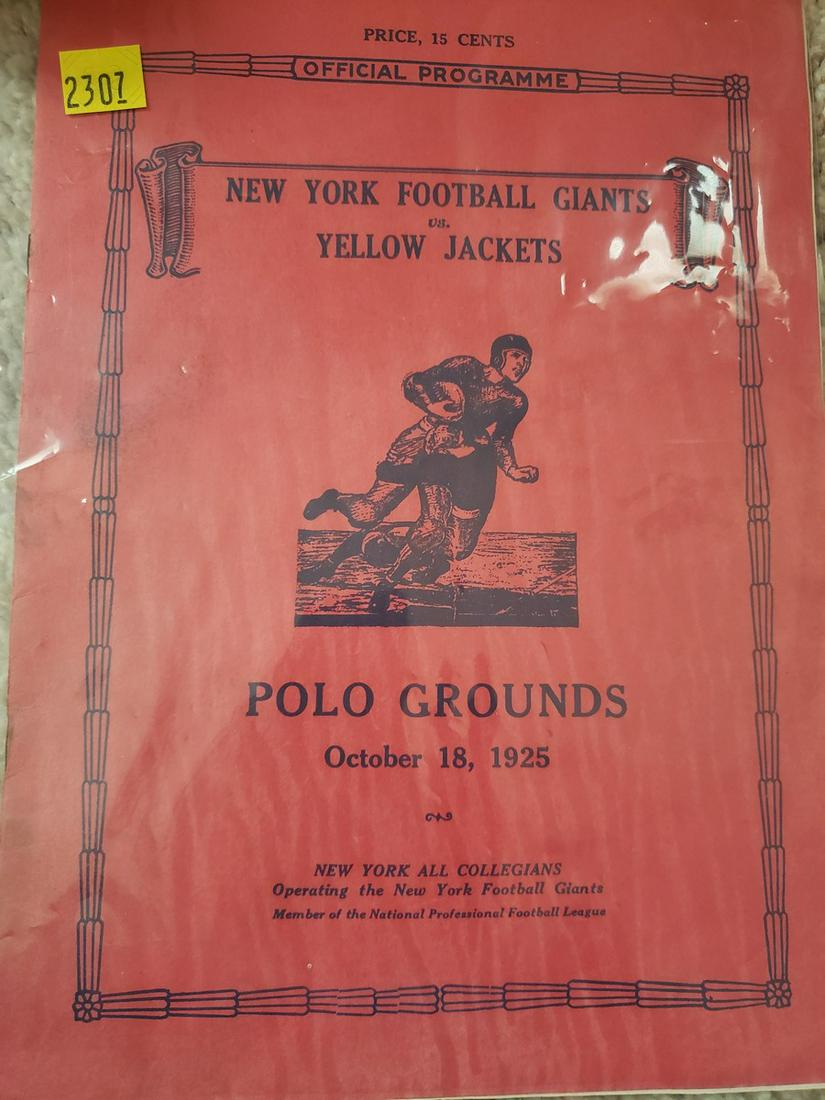 PRICE, 15 CENTS
OFFICIAL PROGRAMME
2307
NEW YORK FOOTBALL GIANTS
vs.
YELLOW JACKETS
POLO GROUNDS
October 18, 1925
NEW YORK ALL COLLEGIANS
Operating the New York Football Giants
Member of the National Professional Football League